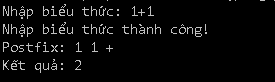 Nhập biểu thức: 1+1
Nhập biểu thức thành công!
Postfix: 1 1 +
Kết quả: 2